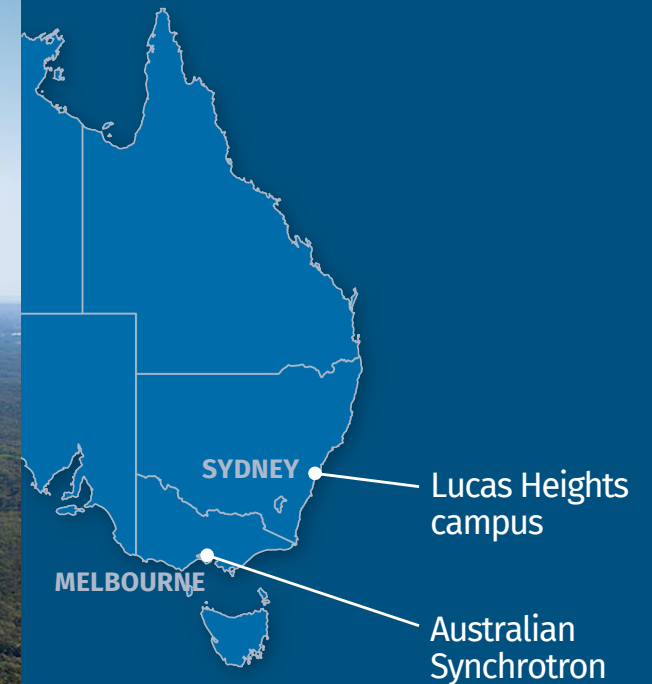 SYDNEY
Lucas Heights
campus
MELBOURNE
Australian
Synchrotron